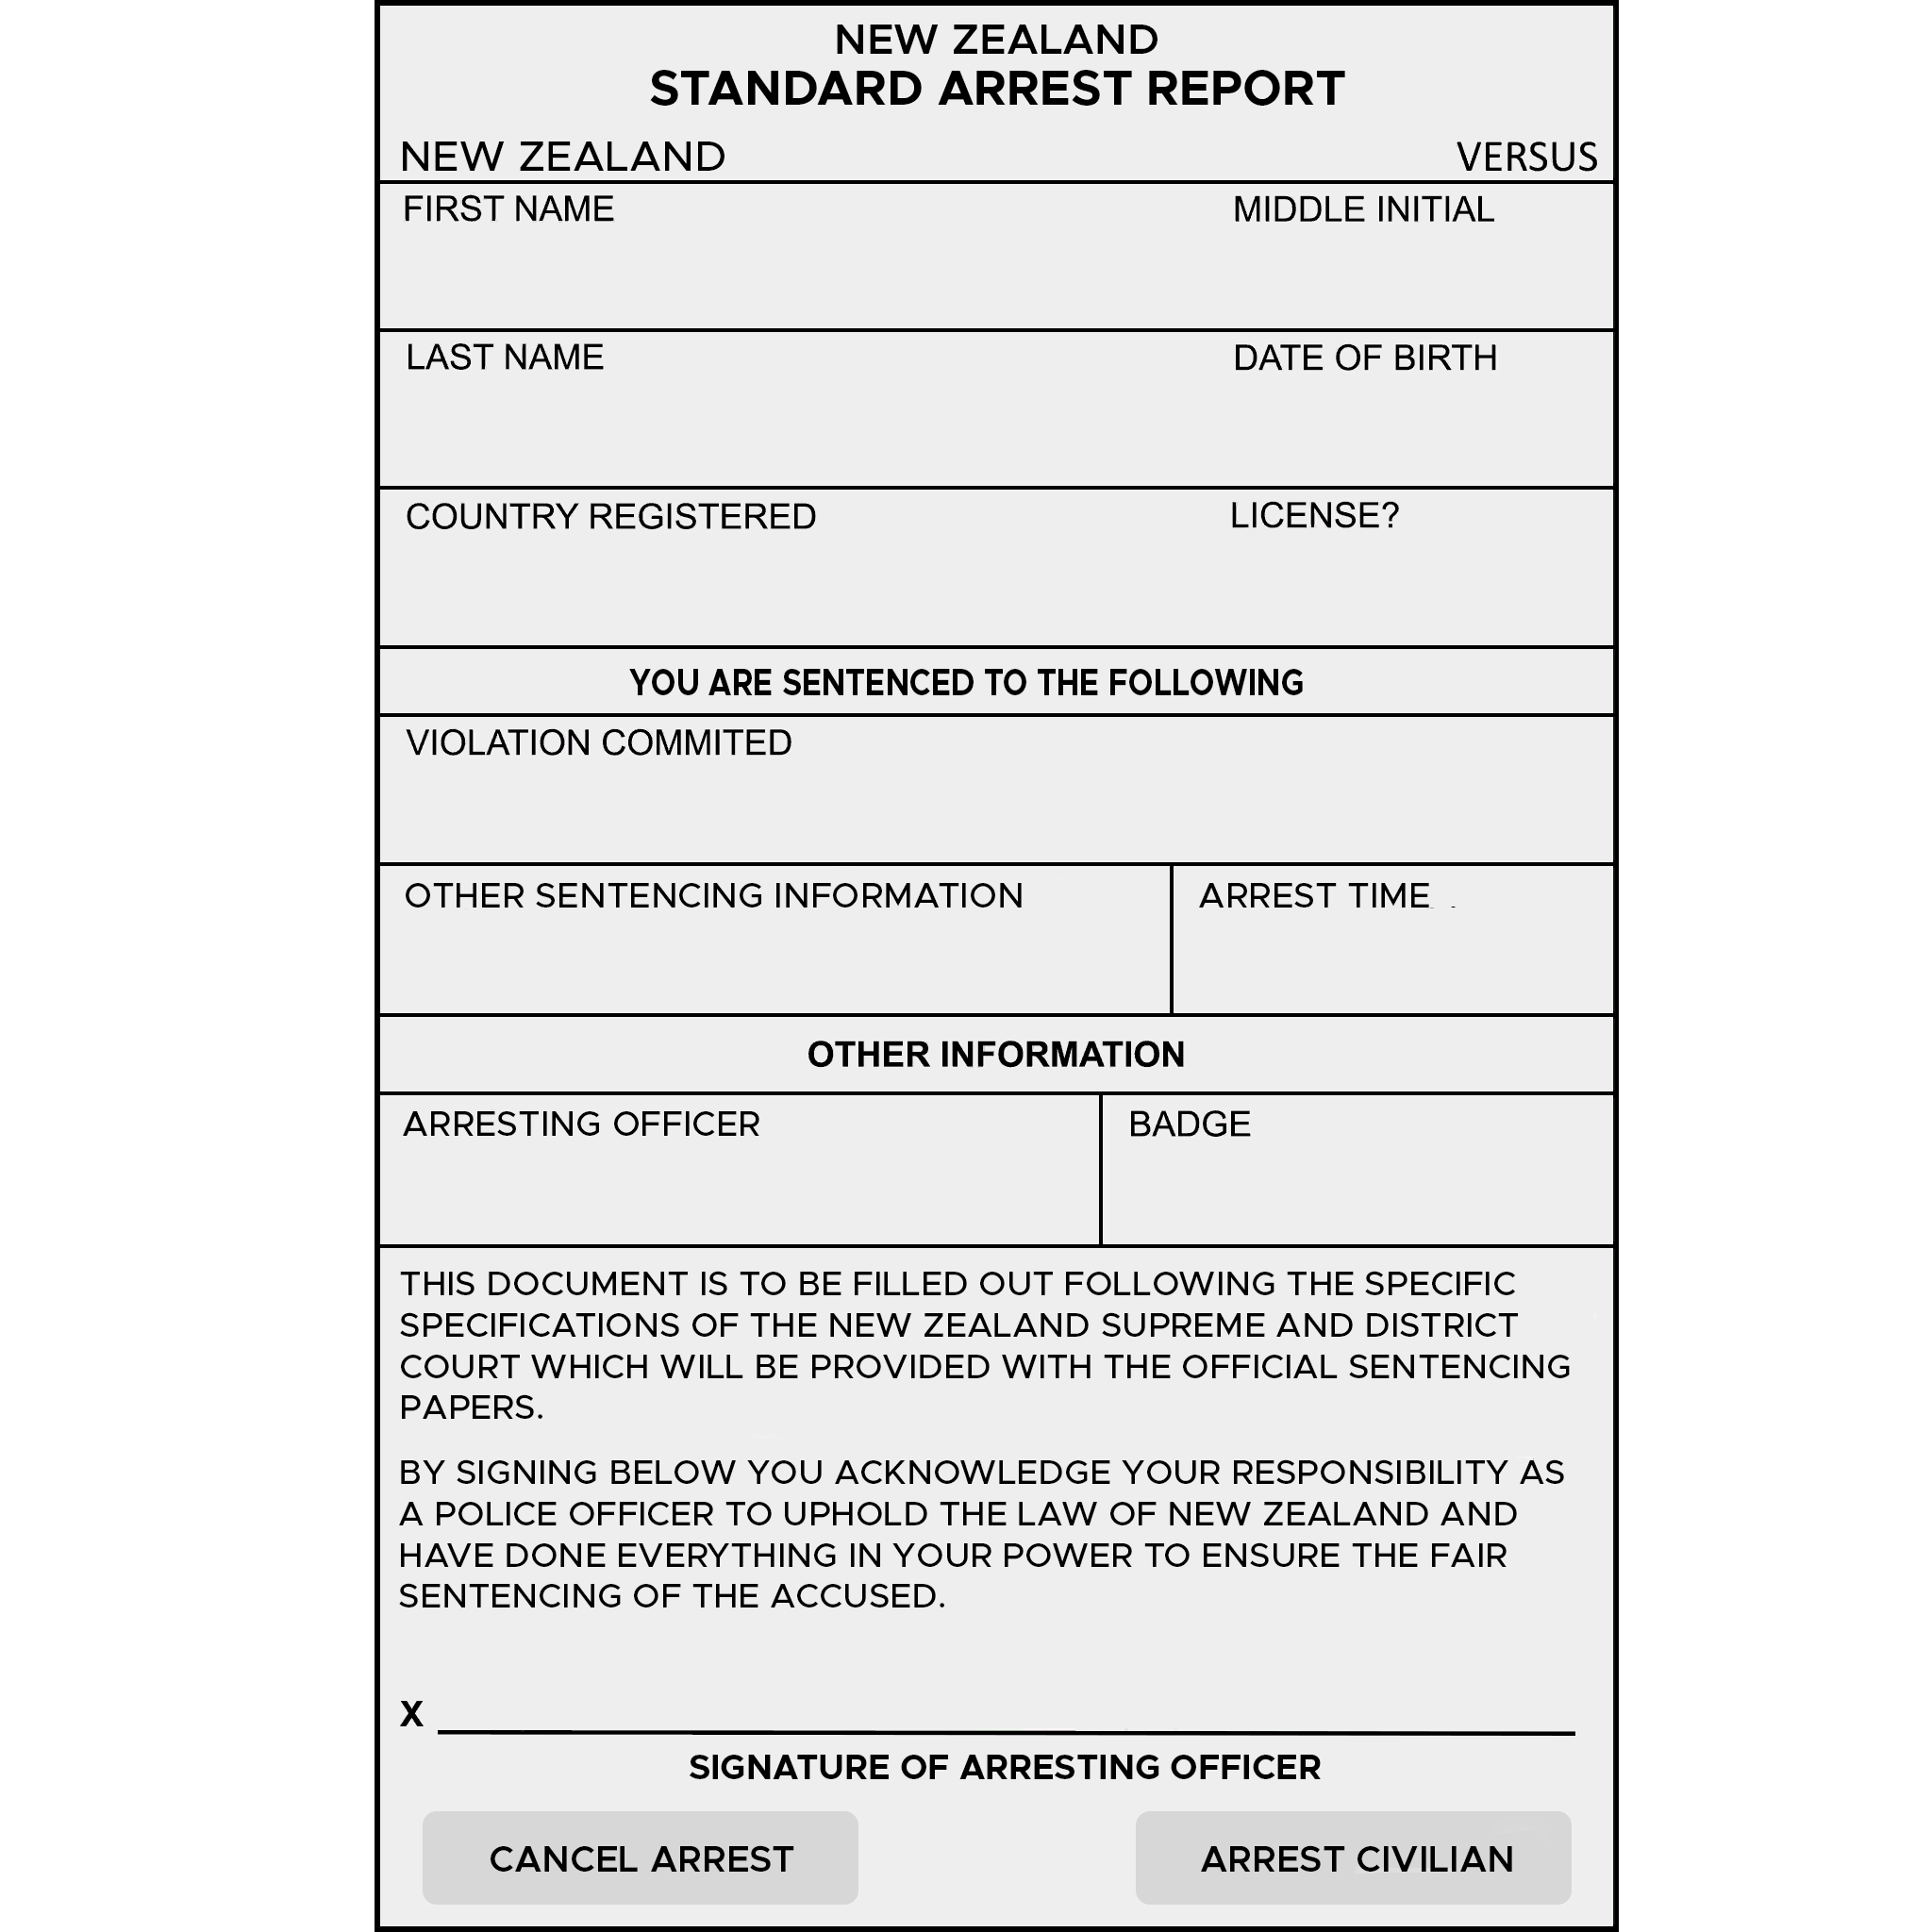 NEW ZEALAND
STANDARD ARREST REPORT
NEW ZEALAND VERSUS
FIRST NAME MIDDLE INITIAL
LAST NAME DATE OF BIRTH
COUNTRY REGISTERED LICENSE?
YOU ARE SENTENCED TO THE FOLLOWING
VIOLATION COMMITED
OTHER SENTENCING INFORMATION ARREST TIME
OTHER INFORMATION
ARRESTING OFFICER BADGE
THIS DOCUMENT IS TO BE FILLED OUT FOLLOWING THE SPECIFIC
SPECIFICATIONS OF THE NEW ZEALAND SUPREME AND DISTRICT
COURT WHICH WILL BE PROVIDED WITH THE OFFICIAL SENTENCING
PAPERS.
BY SIGNING BELOW YOU ACKNOWLEDGE YOUR RESPONSIBILITY AS
A POLICE OFFICER TO UPHOLD THE LAW OF NEW ZEALAND AND
HAVE DONE EVERYTHING IN YOUR POWER TO ENSURE THE FAIR
SENTENCING OF THE ACCUSED.
X
SIGNATURE OF ARRESTING OFFICER
CANCEL ARREST ARREST CIVILIAN